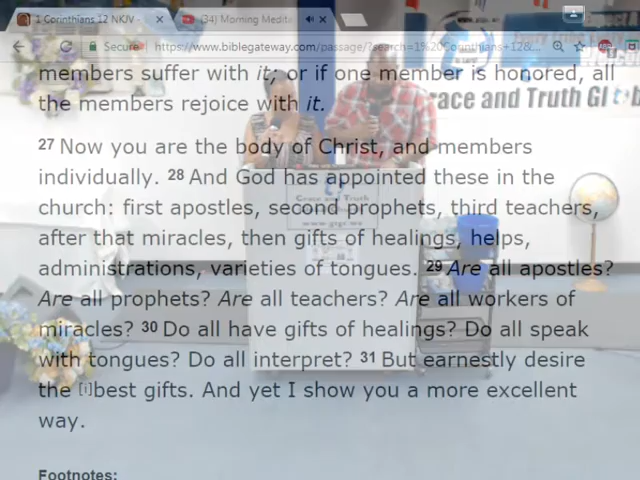 1 Corinthians 12 NKJV -
(34) Morning Medita
Secure
https://www.biblegateway.com/passage/?search=1%20Corinthians+12&...
members suffer with it; or if one member is honored, all
the members rejoice with it.
race and Truth Gl
27 Now you are the body of Christ, and members
individually. 28 And God has appointed these in the
church: first apostles, second prophets, third teachers,
after that miracles, then gifts of healings, helps,
administrations, varieties of tongues. 29 Are all apostles?
Are all prophets? Are all teachers? Are all workers of
miracles? 30 Do all have gifts of healings? Do all speak
with tongues? Do all interpret? 31 But earnestly desire
the [i]best gifts. And yet I show you a more excellent
way.
Grace and Truth
Footnotes: